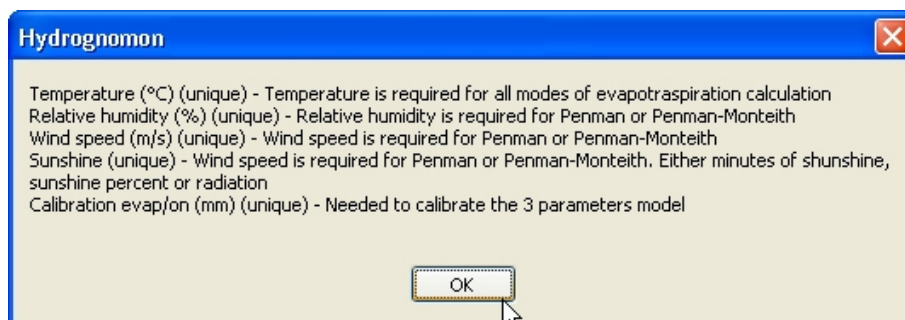 Hydrognomon
Temperature (°C) (unique) - Temperature is required for all modes of evapotraspiration calculation
Relative humidity (%) (unique) - Relative humidity is required for Penman or Penman-Monteith
Wind speed (m/s) (unique) - Wind speed is required for Penman or Penman-Monteith
Sunshine (unique) - Wind speed is required for Penman or Penman-Monteith. Either minutes of shunshine,
sunshine percent or radiation
Calibration evap/on (mm) (unique) - Needed to calibrate the 3 parameters model
OK